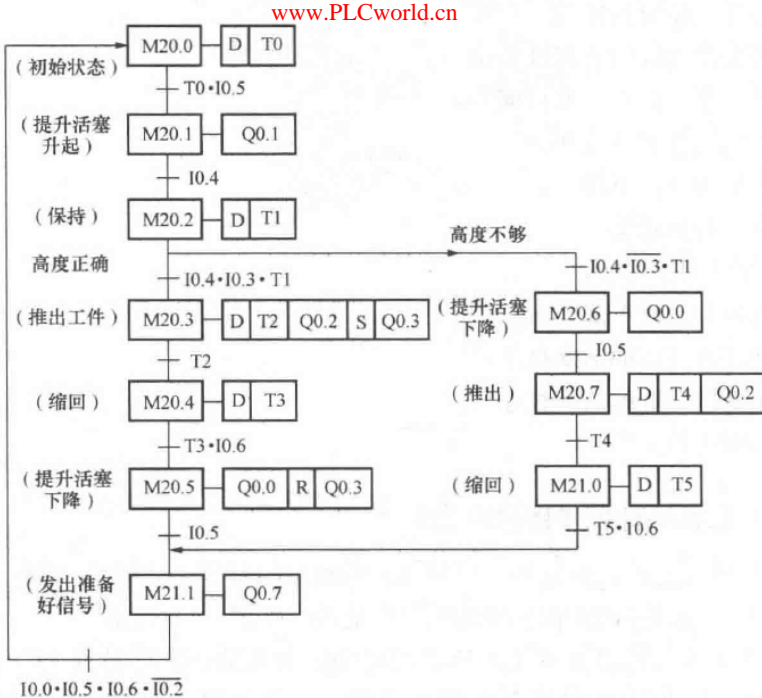 www.PLCworld.cn
M20.0 D T0
(初始状态)
T0·I0.5
(提升活塞
升起)
M20.1 Q0.1
I0.4
(保持)
M20.2 D T1
高度不够
高度正确
I0.4·I0.3·T1
I0.4·I̅0̅.̅3̅·T1
(推出工件)
M20.3 D T2 Q0.2 S Q0.3
(提升活塞
下降)
M20.6 Q0.0
T2
I0.5
(缩回)
M20.4 D T3
(推出)
M20.7 D T4 Q0.2
T3·I0.6
T4
(提升活塞
下降)
M20.5 Q0.0 R Q0.3
(缩回)
M21.0 D T5
I0.5
T5·I0.6
(发出准备
好信号)
M21.1 Q0.7
I0.0·I0.5·I0.6·I̅0̅.̅2̅